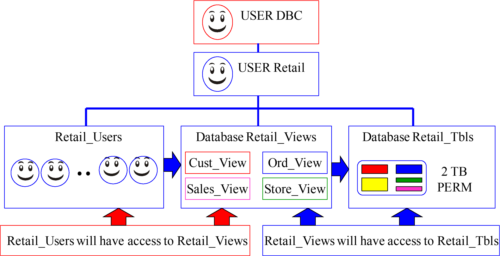 USER DBC
USER Retail
Retail_Users
Database Retail_Views
Database Retail_Tbls
Cust_View
Ord_View
Sales_View
Store_View
2 TB
PERM
Retail_Users will have access to Retail_Views
Retail_Views will have access to Retail_Tbls